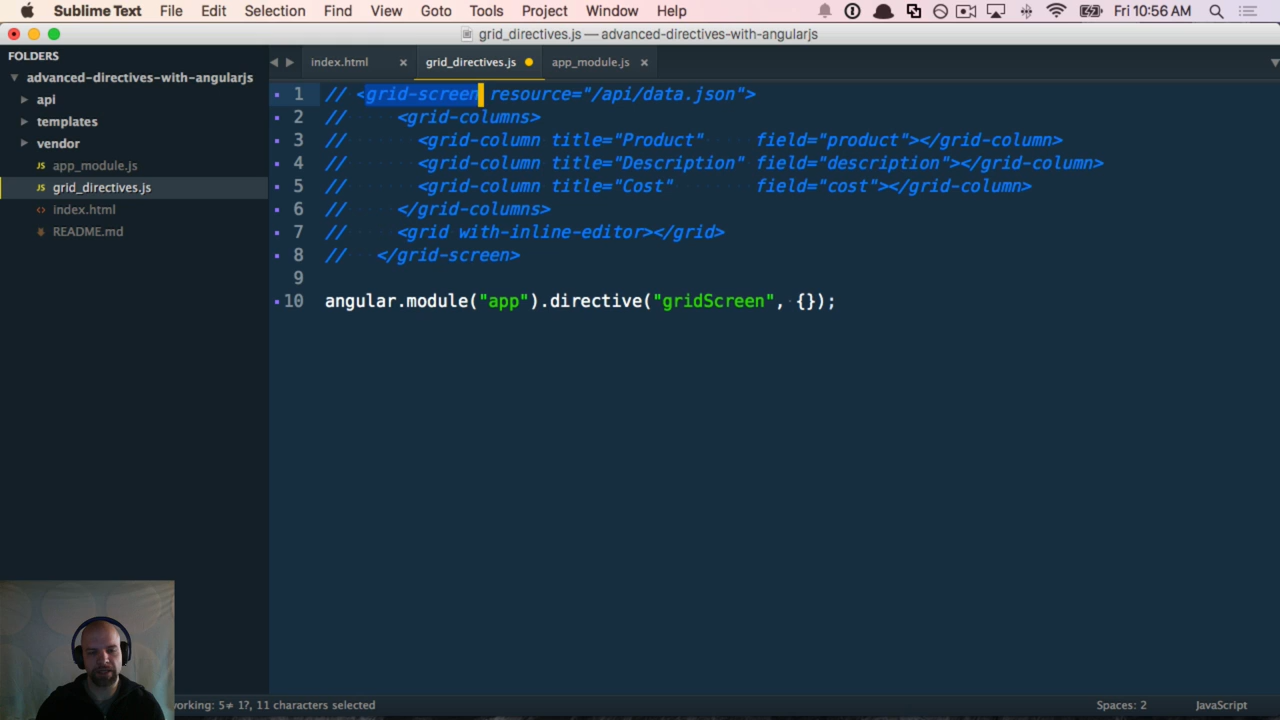 Sublime Text File Edit Selection Find View Goto Tools Project Window Help Fri 10:56 AM
grid_directives.js — advanced-directives-with-angularjs
FOLDERS
advanced-directives-with-angularjs
api
templates
vendor
JS app_module.js
JS grid_directives.js
<> index.html
README.md
index.html × grid_directives.js app_module.js ×
1 // <grid-screen resource="/api/data.json">
2 // <grid-columns>
3 // <grid-column title="Product" field="product"></grid-column>
4 // <grid-column title="Description" field="description"></grid-column>
5 // <grid-column title="Cost" field="cost"></grid-column>
6 // </grid-columns>
7 // <grid with-inline-editor></grid>
8 // </grid-screen>
9
10 angular.module("app").directive("gridScreen", {});
orking: 5≠ 1?, 11 characters selected Spaces: 2 JavaScript